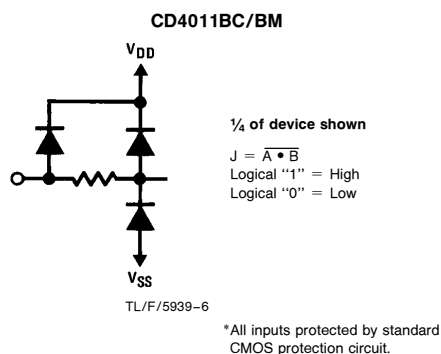 CD4011BC/BM
VDD
¼ of device shown
J = \overline{A • B}
Logical “1” = High
Logical “0” = Low
VSS
TL/F/5939–6
*All inputs protected by standard
CMOS protection circuit.